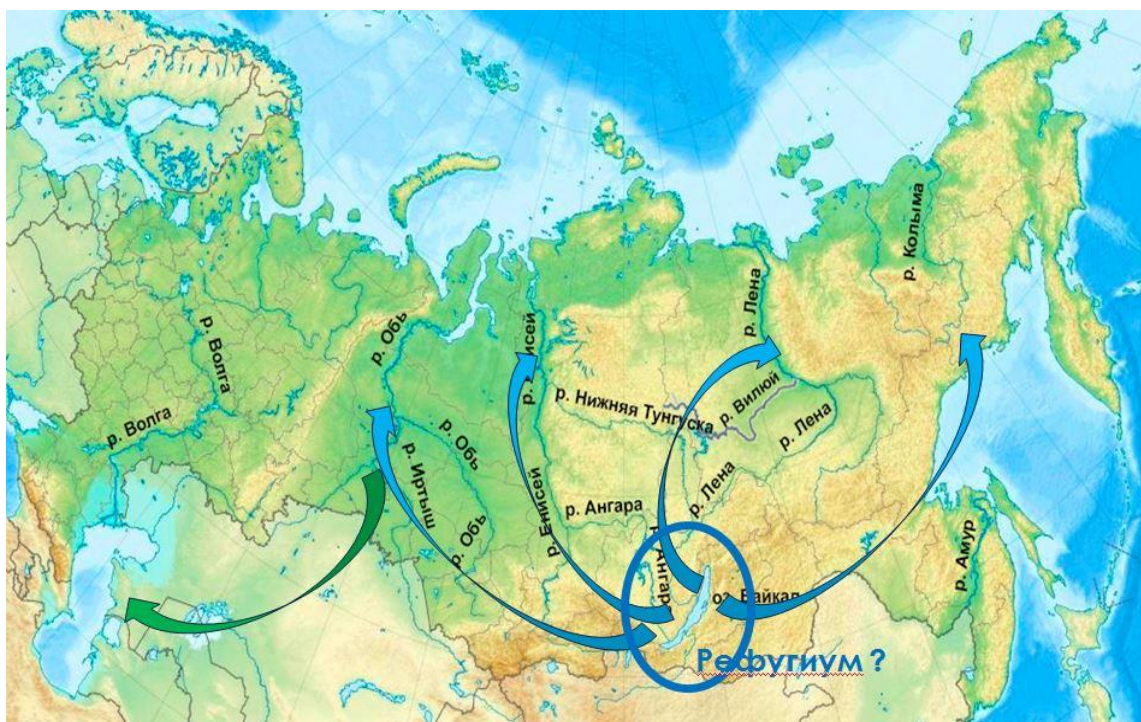 р. Колыма
р. Лена
р. Обь
р. Волга
р. Волга
р. Нижняя Тунгуска
р. Вилюй
р. Обь
р. Лена
р. Иртыш
р. Лена
р. Енисей
р. Ангара
р. Обь
р. Амур
Ангара
оз. Байкал
Рефугиум ?